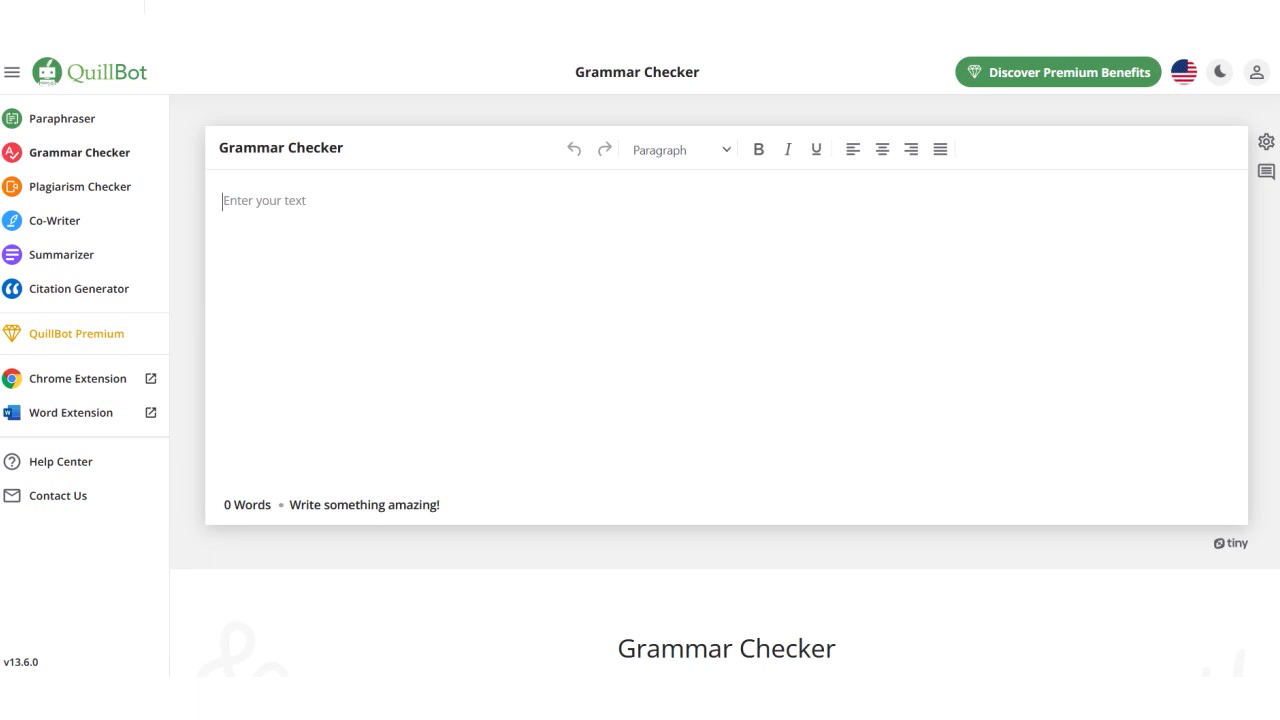 QuillBot
Grammar Checker
Discover Premium Benefits
Paraphraser
Grammar Checker
Plagiarism Checker
Co-Writer
Summarizer
Citation Generator
QuillBot Premium
Chrome Extension
Word Extension
Help Center
Contact Us
v13.6.0
Grammar Checker
Paragraph
B I U
Enter your text
0 Words • Write something amazing!
tiny
Grammar Checker